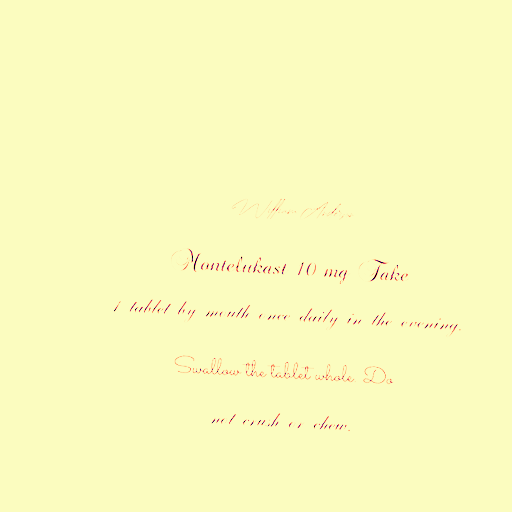 Montelukast 10 mg Take
1 tablet by mouth once daily in the evening.
Swallow the tablet whole. Do
not crush or chew.